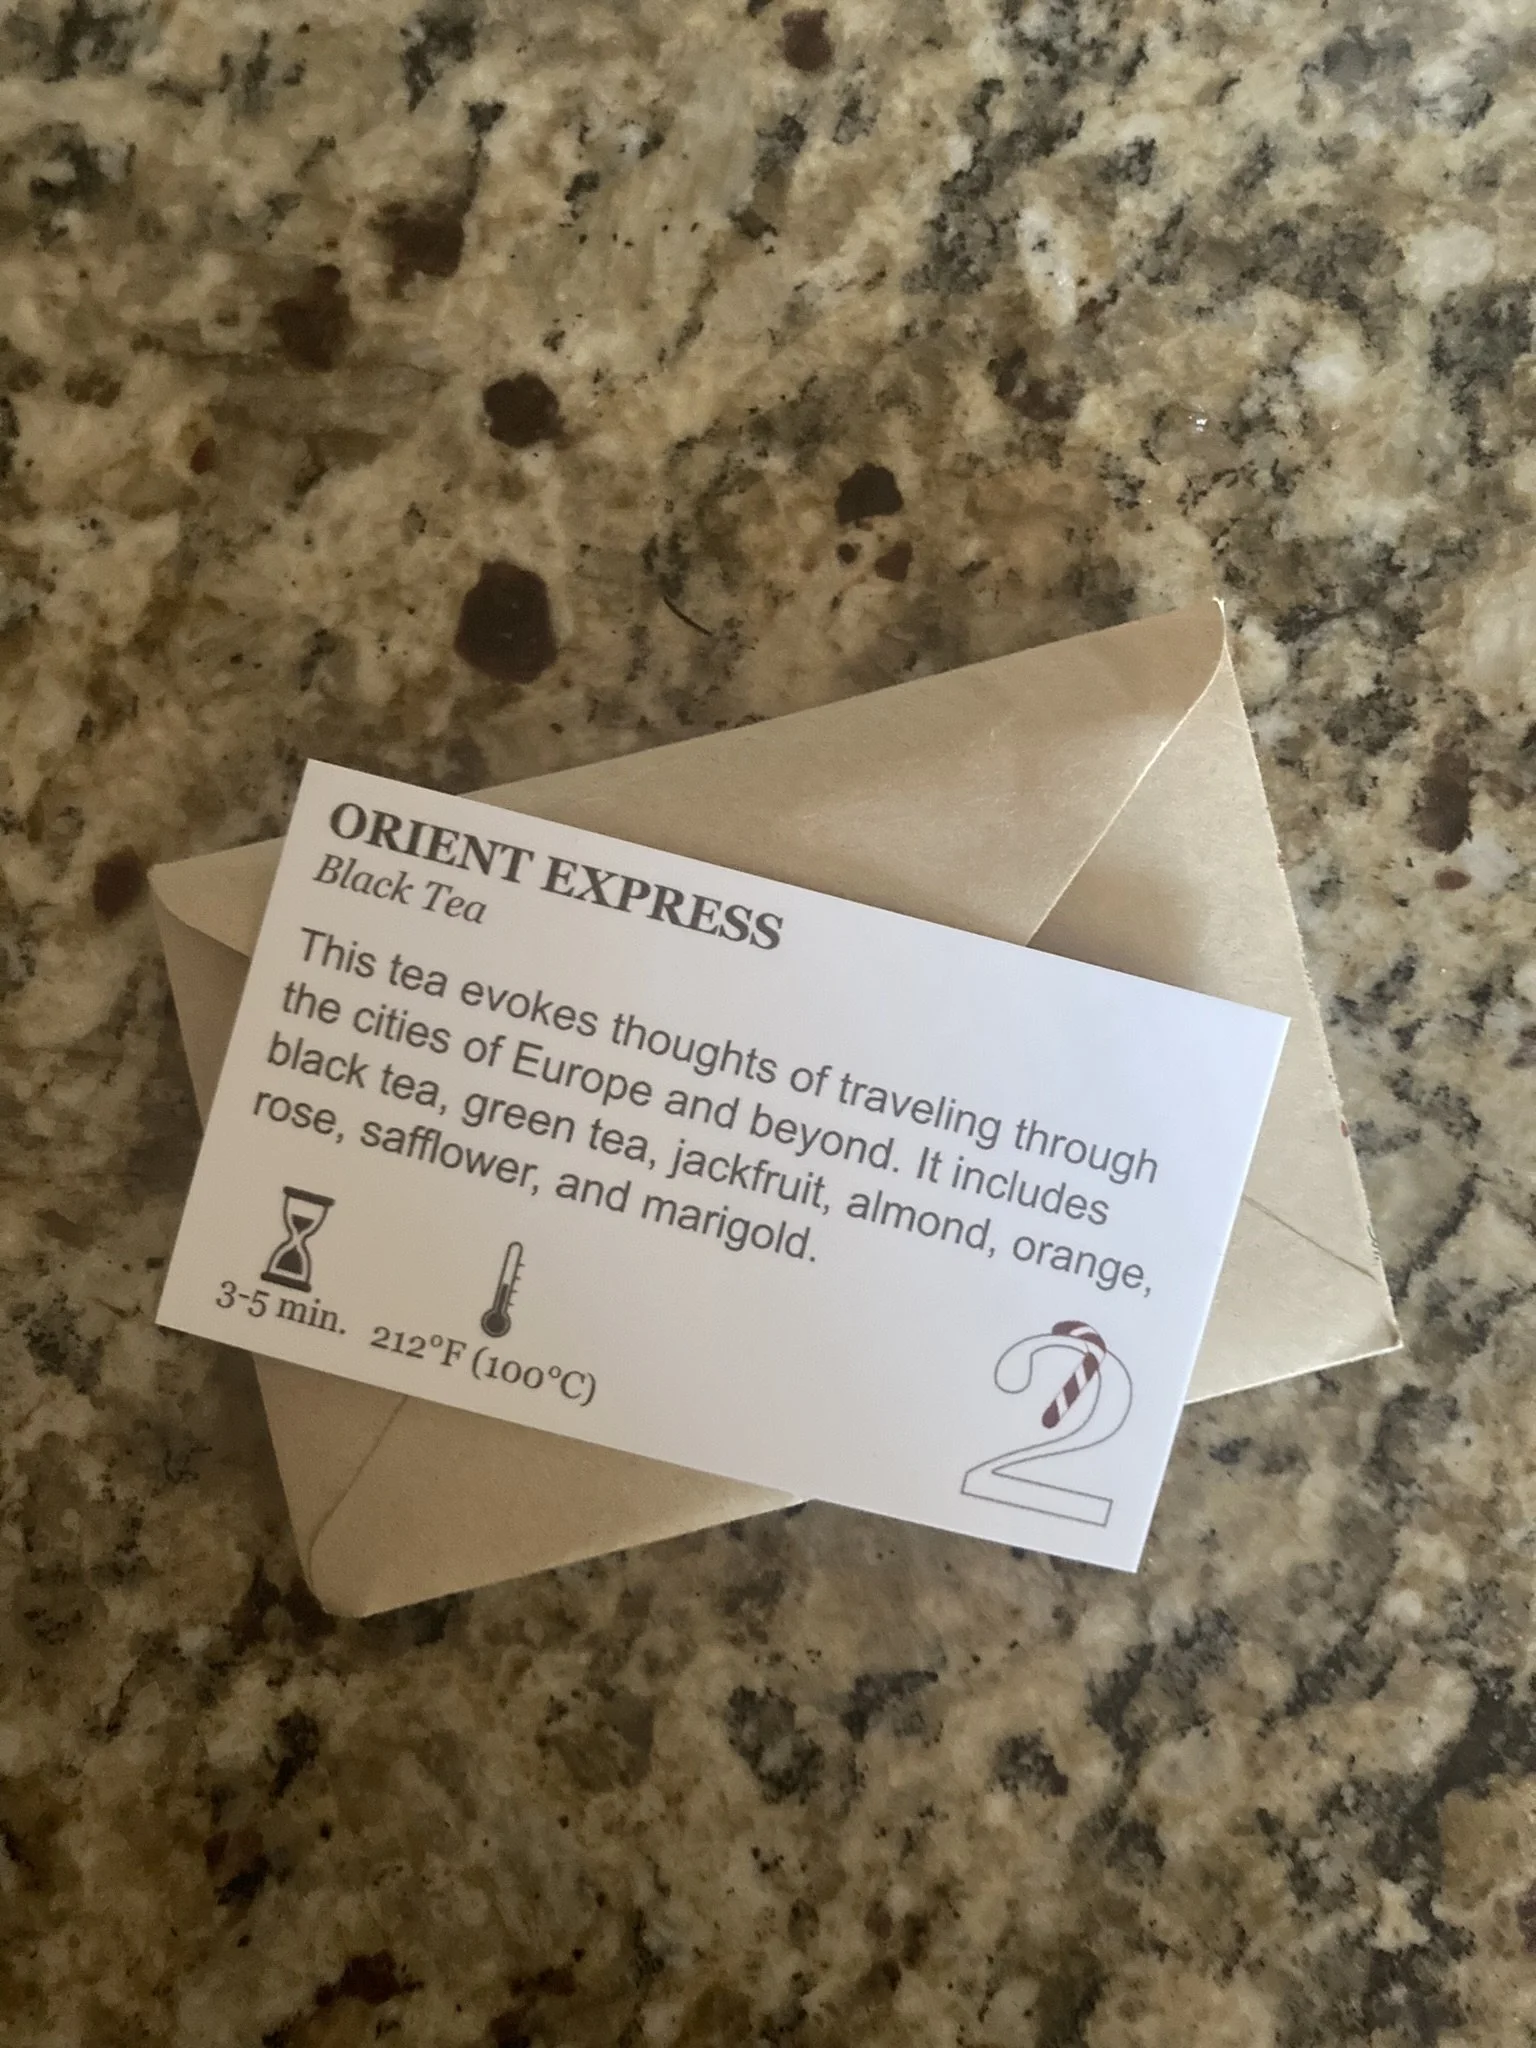 ORIENT EXPRESS
Black Tea
This tea evokes thoughts of traveling through
the cities of Europe and beyond. It includes
black tea, green tea, jackfruit, almond, orange,
rose, safflower, and marigold.
3-5 min.
212°F (100°C)
2